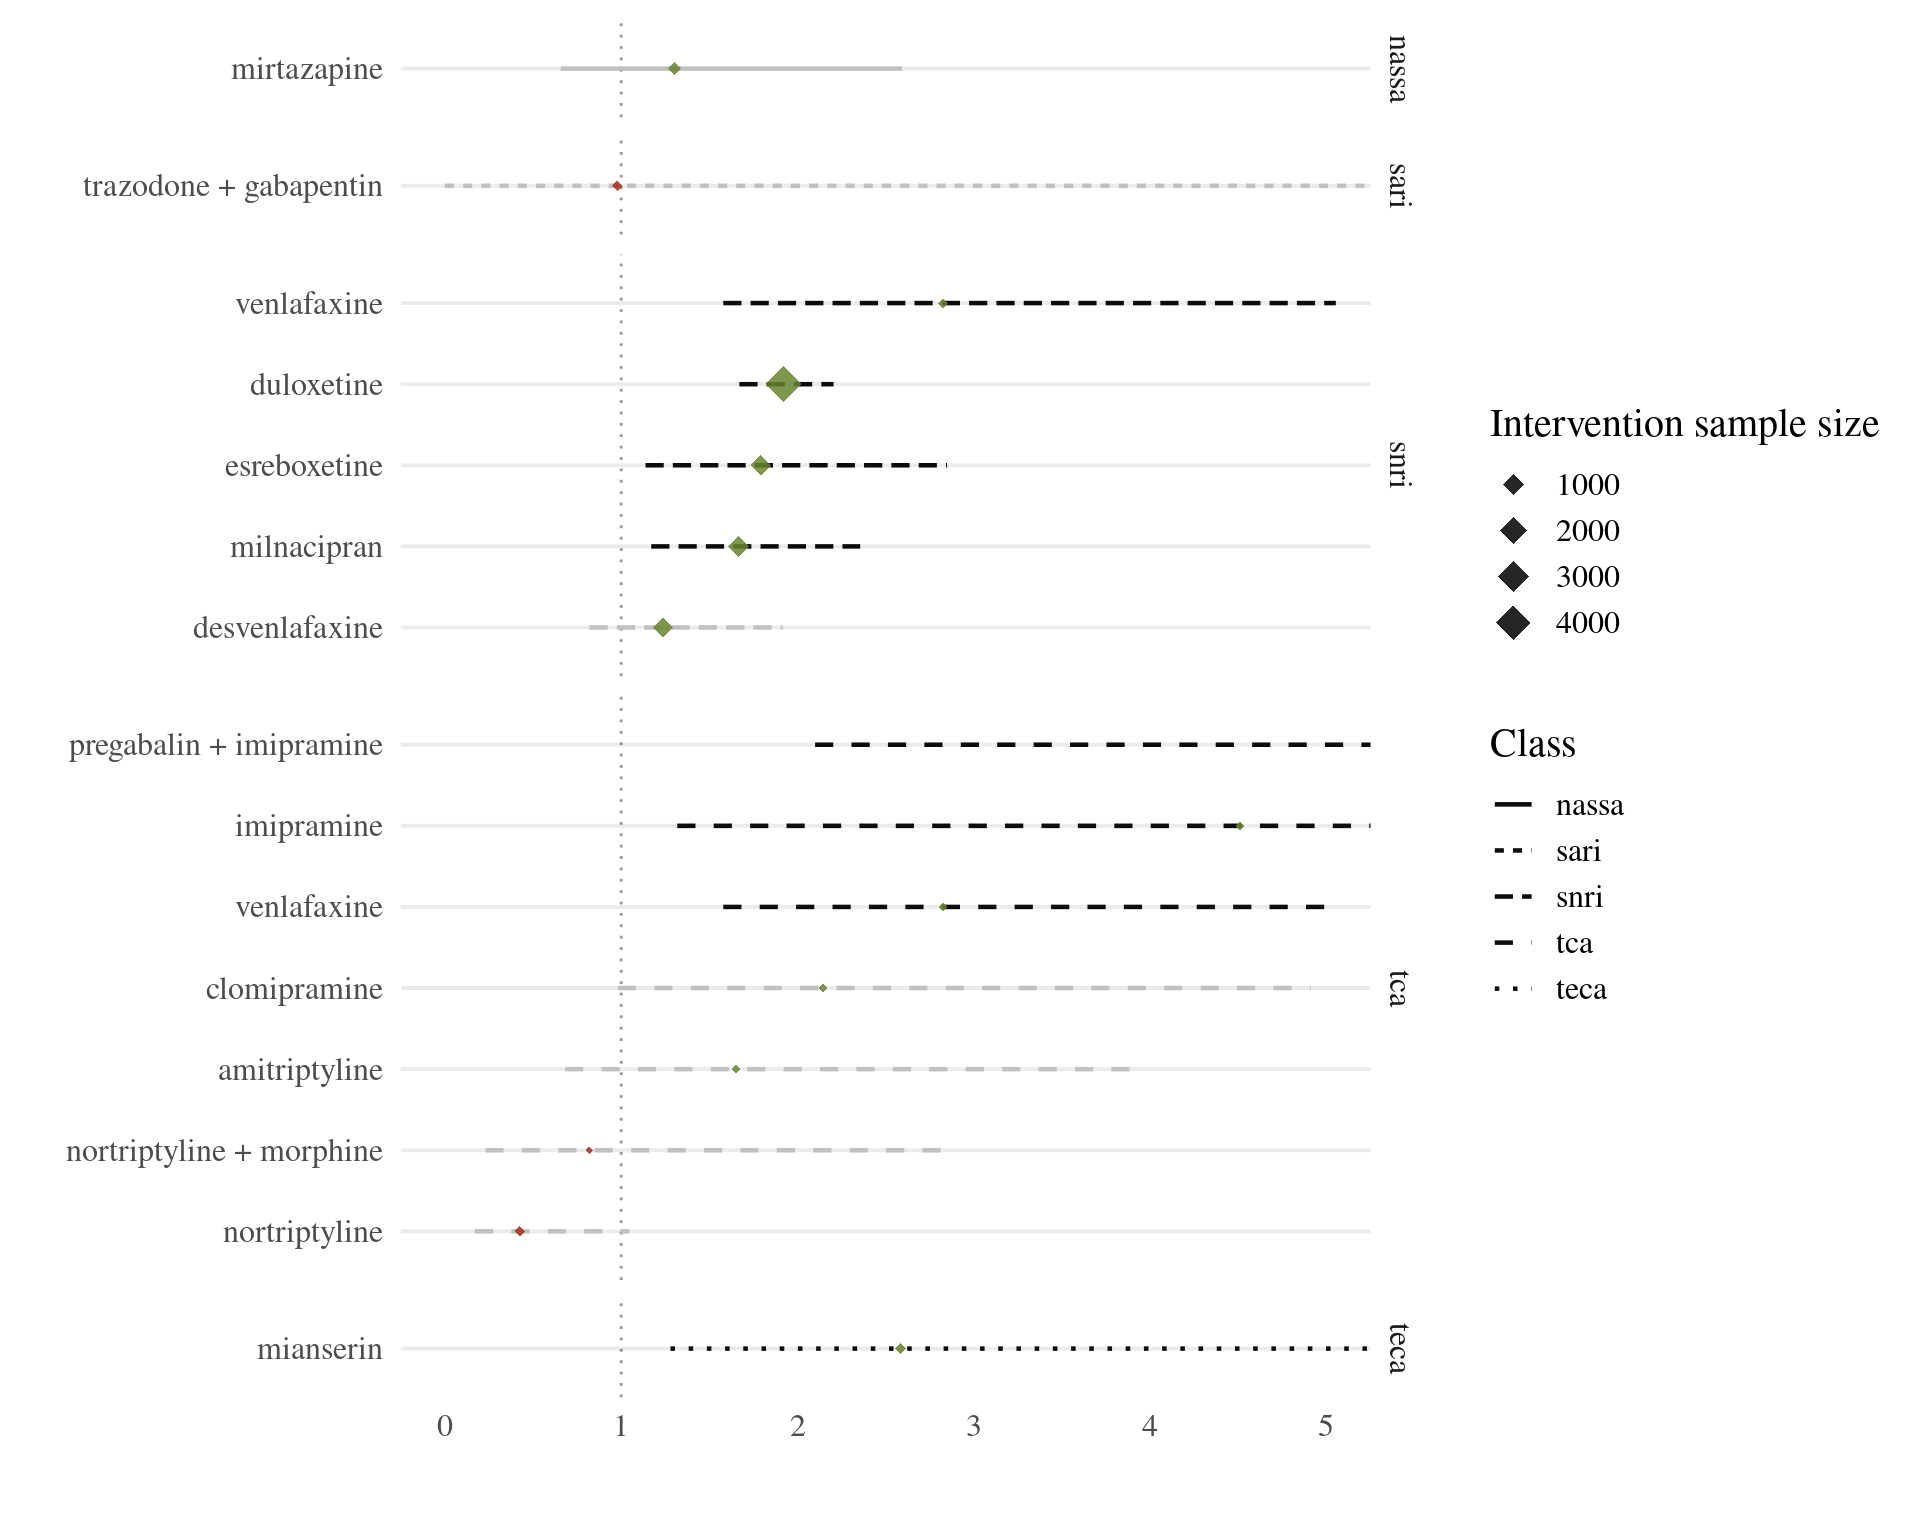 mirtazapine
nassa
trazodone + gabapentin
sari
venlafaxine
duloxetine
esreboxetine
milnacipran
desvenlafaxine
snri
pregabalin + imipramine
imipramine
venlafaxine
clomipramine
amitriptyline
nortriptyline + morphine
nortriptyline
tca
mianserin
teca
0 1 2 3 4 5
Intervention sample size
1000
2000
3000
4000
Class
nassa
sari
snri
tca
teca